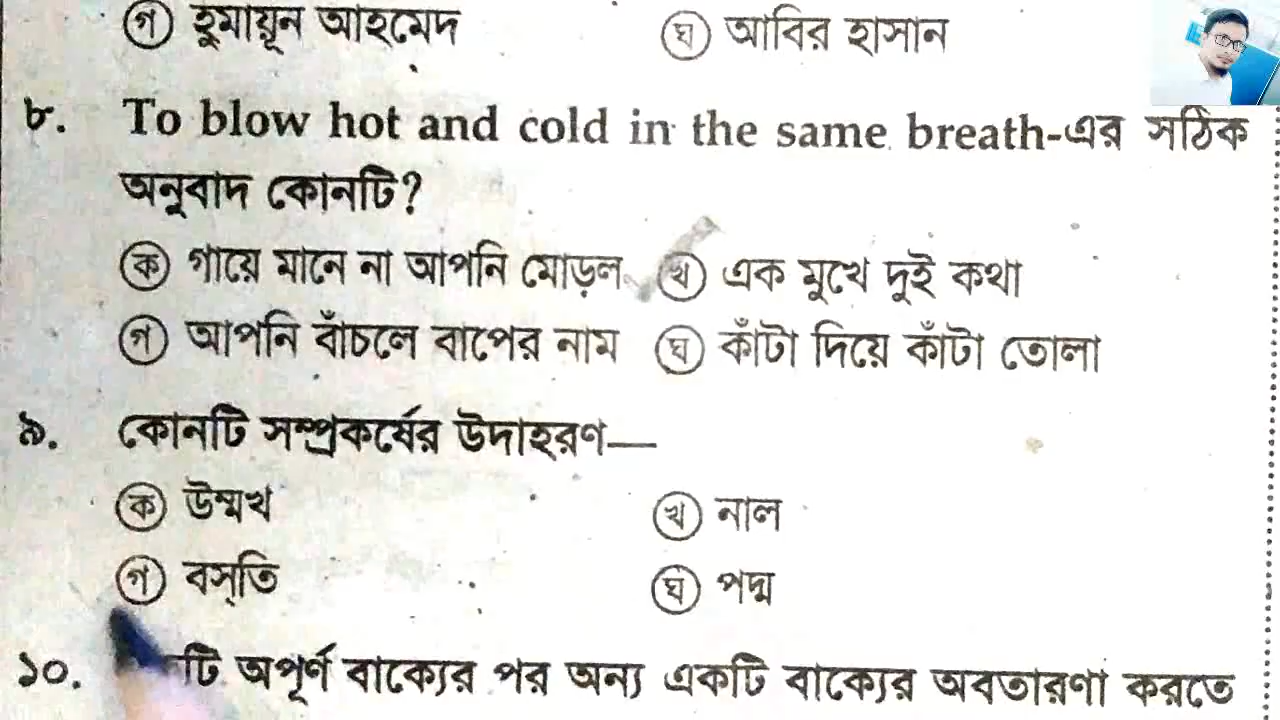 গ হুমায়ূন আহমেদ ঘ আবির হাসান
৮. To blow hot and cold in the same breath-এর সঠিক
অনুবাদ কোনটি?
ক গায়ে মানে না আপনি মোড়ল খ এক মুখে দুই কথা
গ আপনি বাঁচলে বাপের নাম ঘ কাঁটা দিয়ে কাঁটা তোলা
৯. কোনটি সম্প্রকর্ষের উদাহরণ—
ক উম্মখ খ নাল
গ বস্‌তি ঘ পদ্ম
১০. টি অপূর্ণ বাক্যের পর অন্য একটি বাক্যের অবতারণা করতে